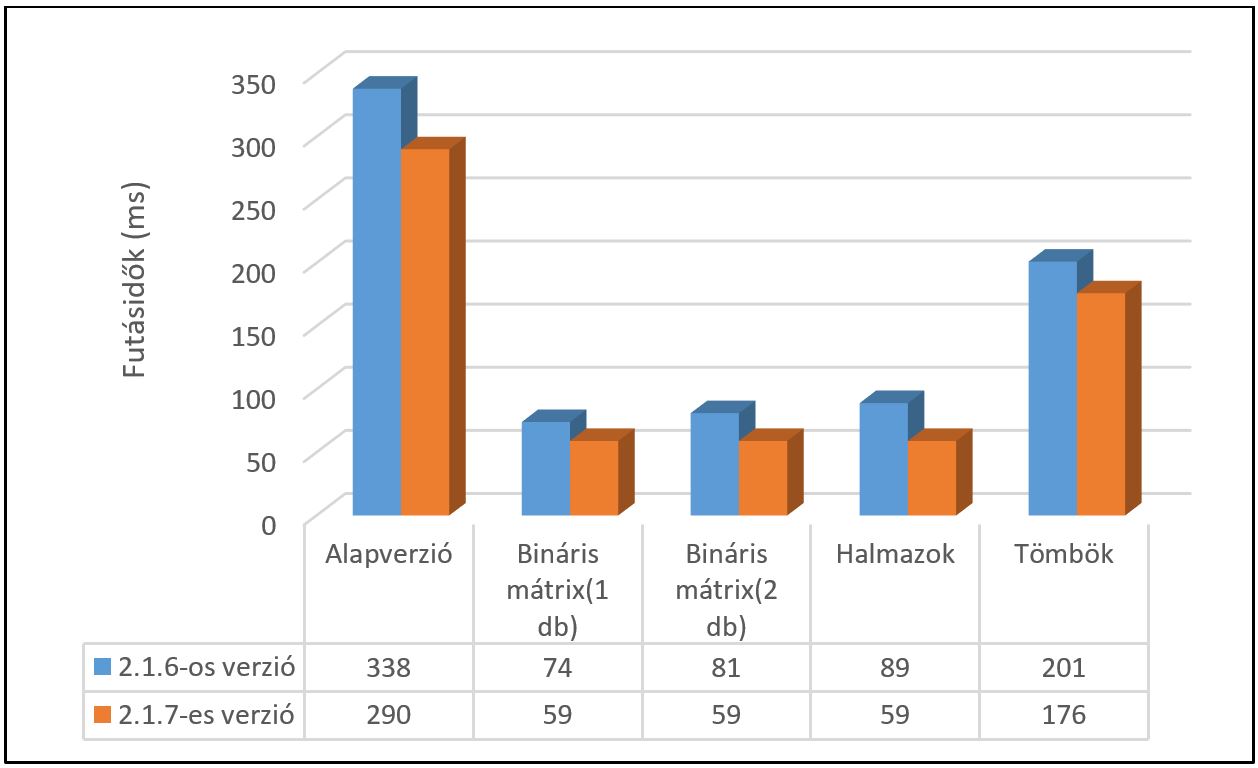 350
300
250
200
150
100
50
0
Futásidők (ms)
Alapverzió
Bináris
mátrix(1
db)
Bináris
mátrix(2
db)
Halmazok
Tömbök
2.1.6-os verzió 338 74 81 89 201
2.1.7-es verzió 290 59 59 59 176